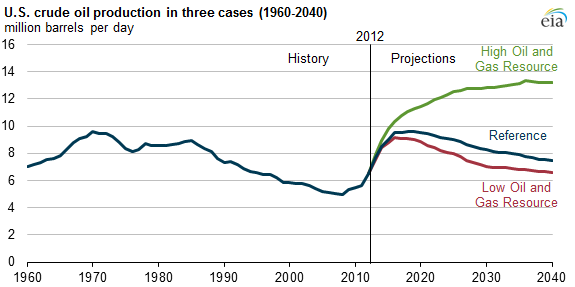 U.S. crude oil production in three cases (1960-2040)
million barrels per day
eia
2012
History
Projections
High Oil and
Gas Resource
Reference
Low Oil and
Gas Resource
16
14
12
10
8
6
4
2
0
1960 1970 1980 1990 2000 2010 2020 2030 2040